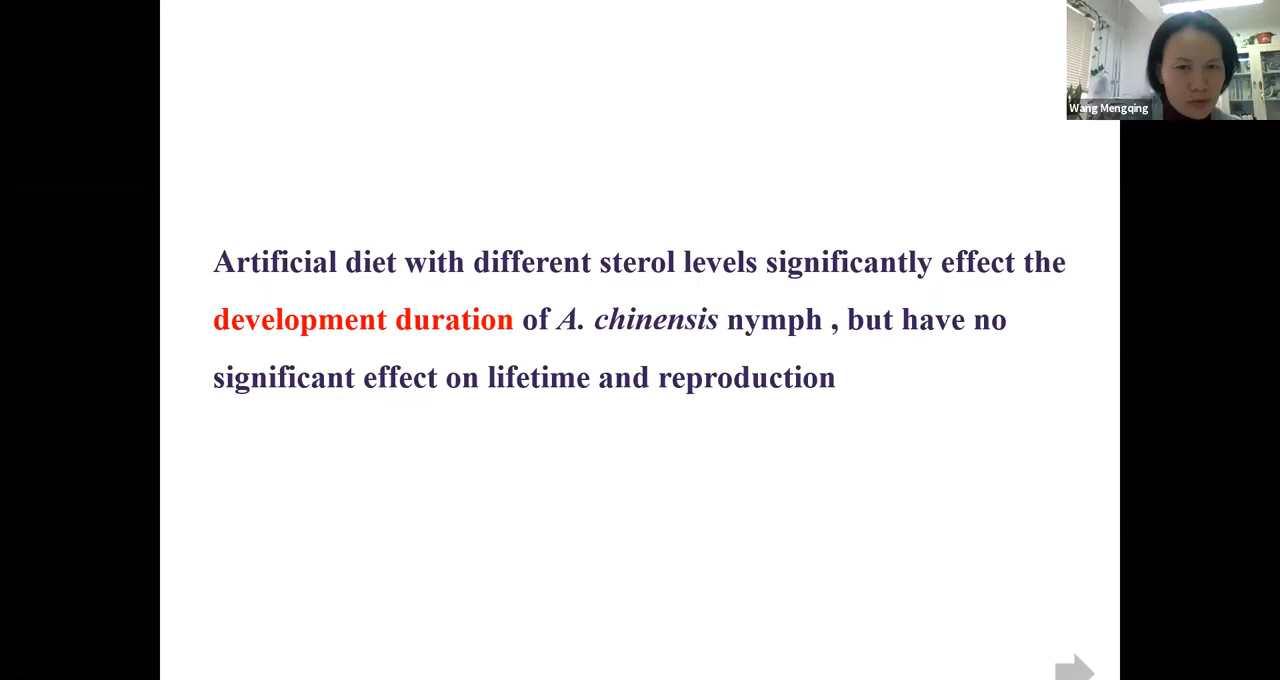 Wang Mengqing
Artificial diet with different sterol levels significantly effect the
development duration of A. chinensis nymph , but have no
significant effect on lifetime and reproduction